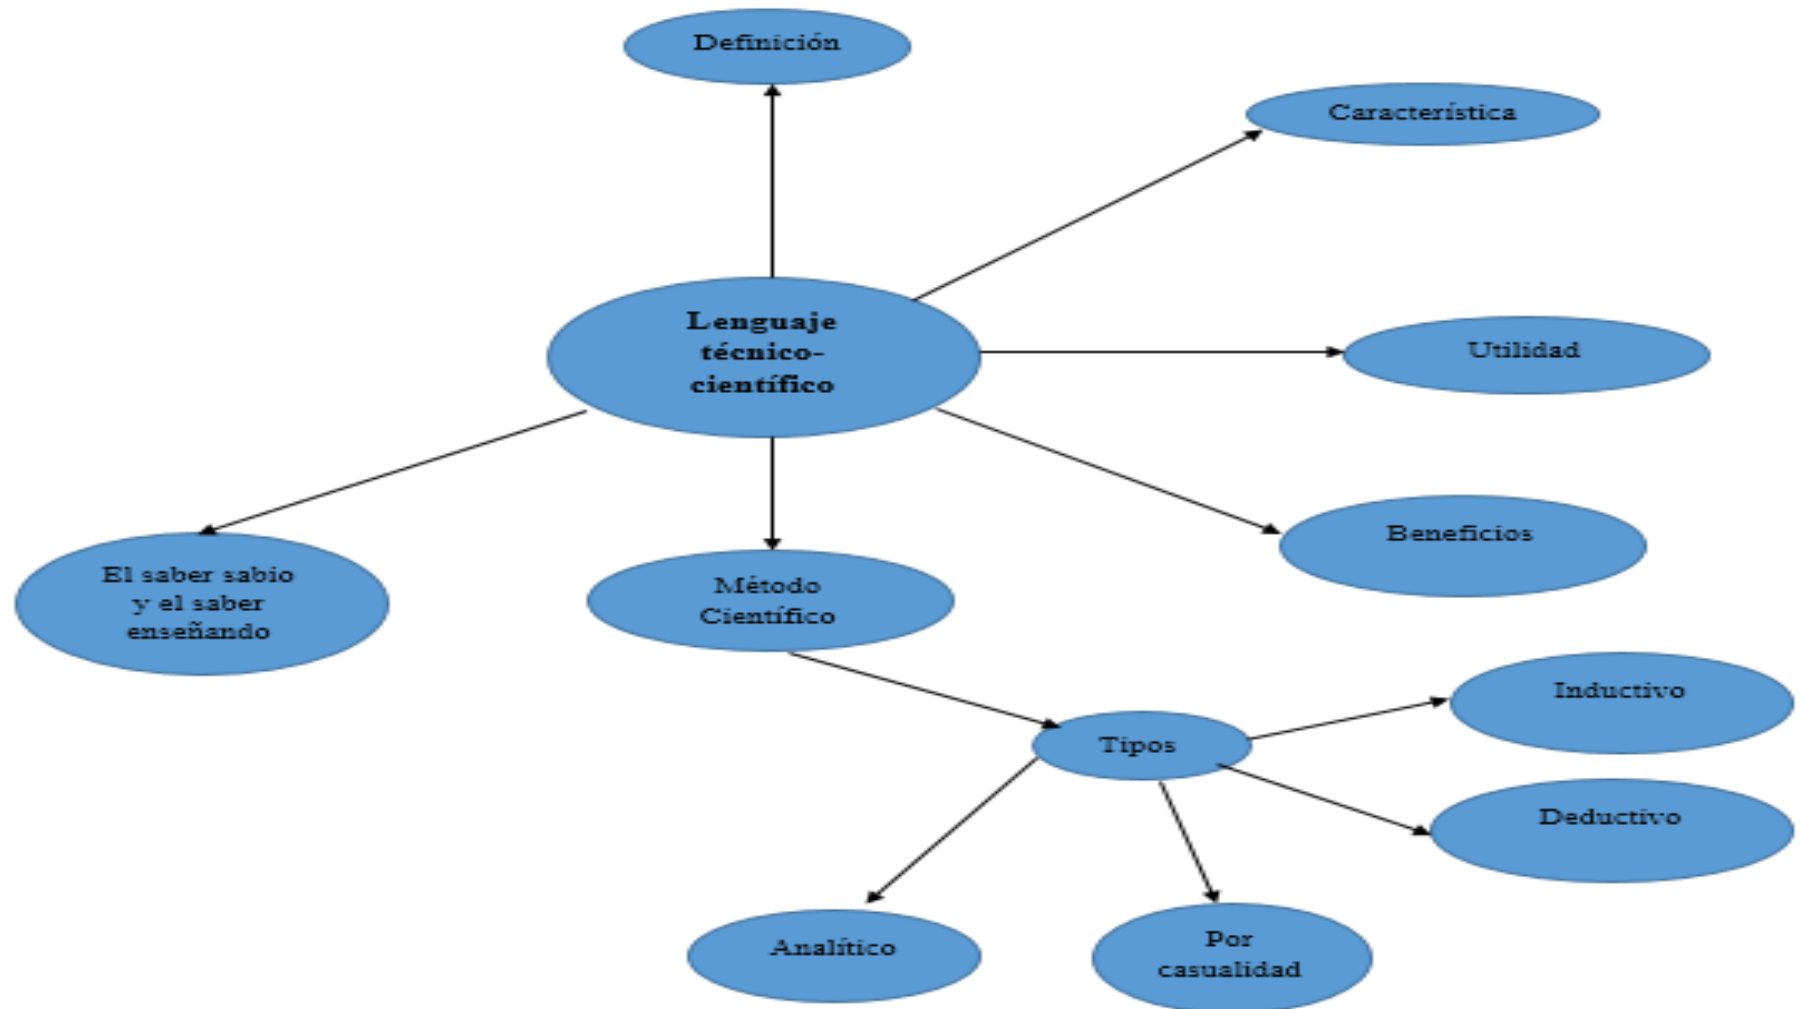 Definición
Característica
Lenguaje
técnico-
científico
Utilidad
Beneficios
El saber sabio
y el saber
enseñando
Método
Científico
Tipos
Inductivo
Deductivo
Analítico
Por
casualidad